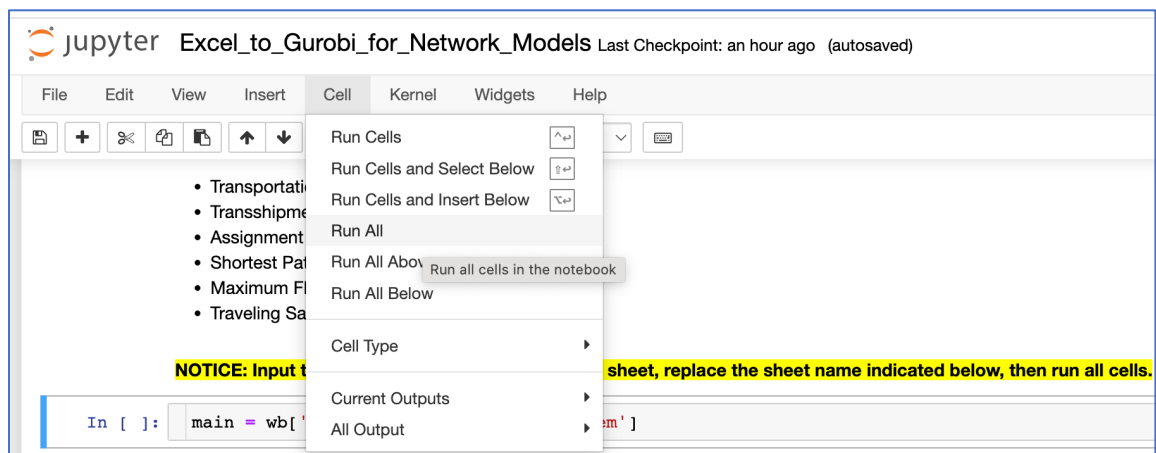 jupyter Excel_to_Gurobi_for_Network_Models Last Checkpoint: an hour ago (autosaved)
File Edit View Insert Cell Kernel Widgets Help
Run Cells ^↩
Run Cells and Select Below ⇧↩
Run Cells and Insert Below ⌥↩
Run All
Run All Abov
Run all cells in the notebook
Run All Below
Cell Type
Current Outputs
All Output
• Transportati
• Transshipme
• Assignment
• Shortest Pat
• Maximum Fl
• Traveling Sa
NOTICE: Input t sheet, replace the sheet name indicated below, then run all cells.
In [ ]: main = wb[' em']